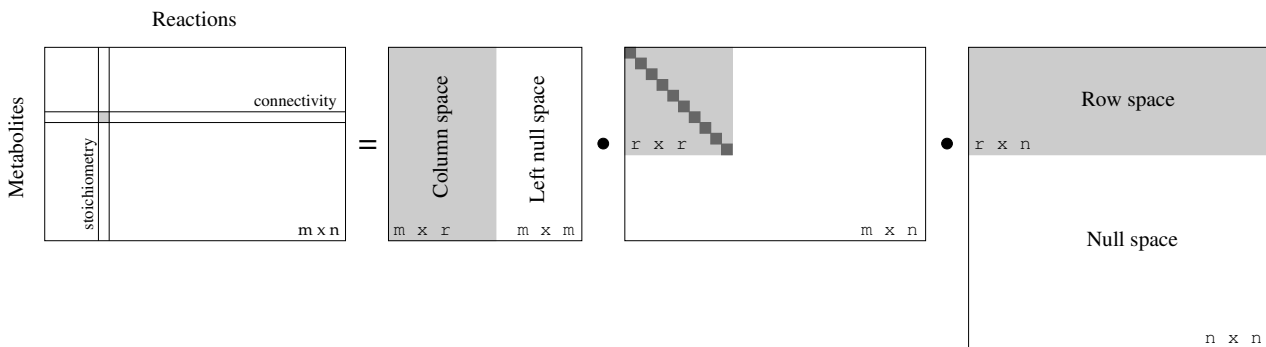 Reactions
Metabolites
connectivity
stoichiometry
m x n
=
Column space
Left null space
m x r
m x m
•
r x r
m x n
•
Row space
r x n
Null space
n x n